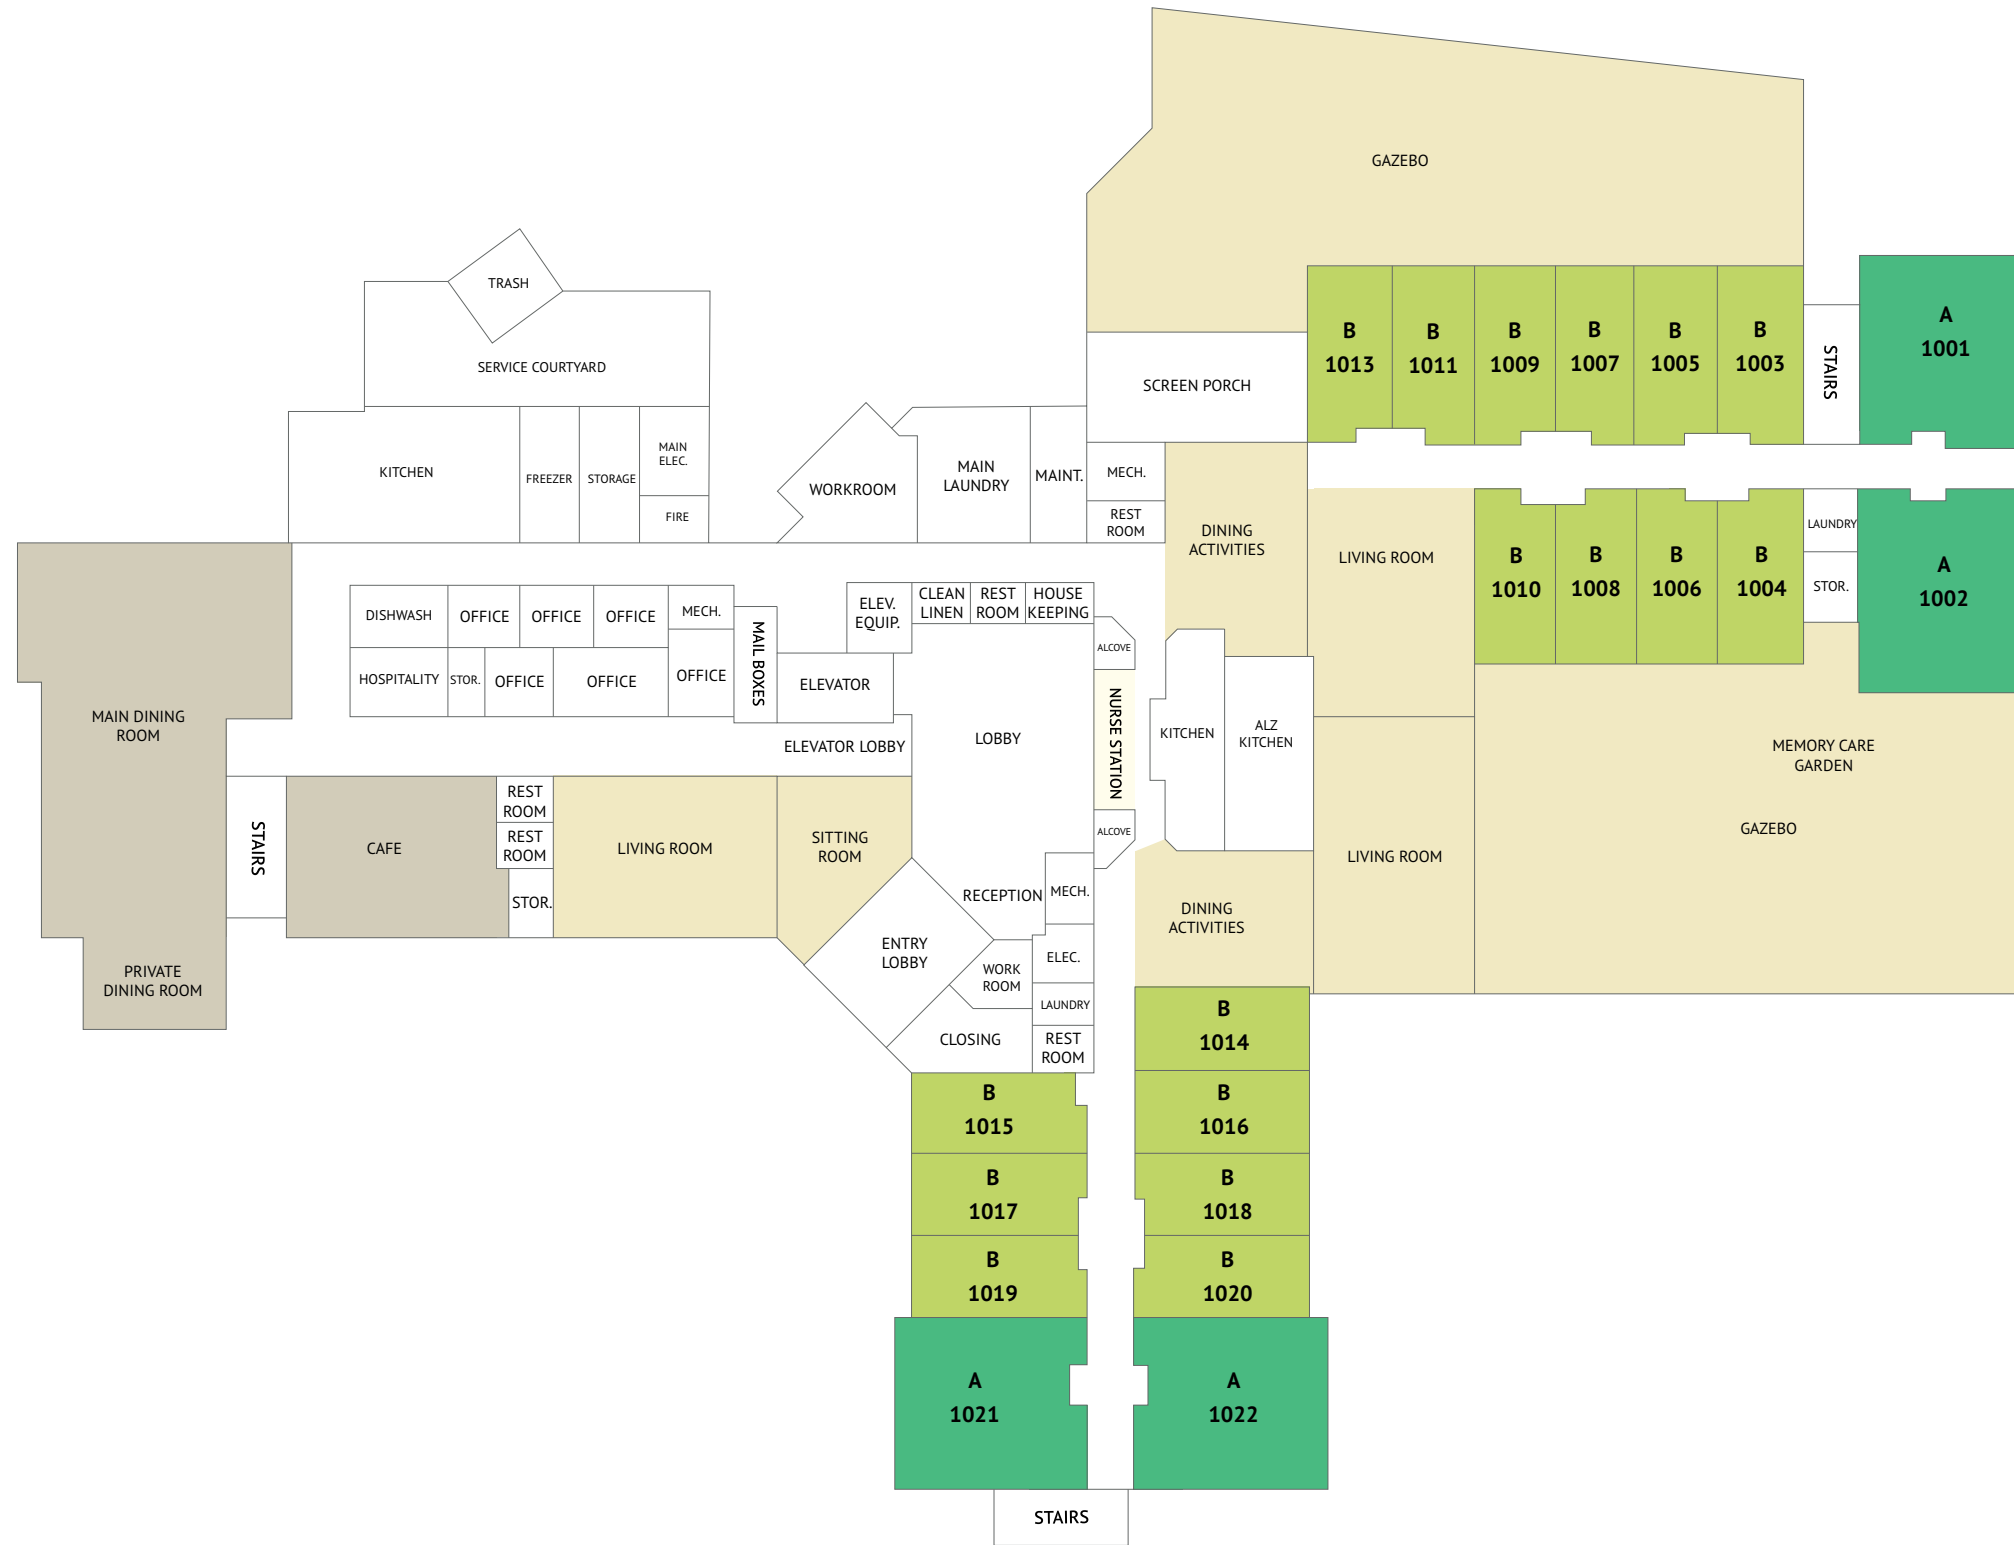 GAZEBO
TRASH
SERVICE COURTYARD
B
1013
B
1011
B
1009
B
1007
B
1005
B
1003
STAIRS
A
1001
SCREEN PORCH
KITCHEN
FREEZER
STORAGE
MAIN
ELEC.
FIRE
WORKROOM
MAIN
LAUNDRY
MAINT.
MECH.
REST
ROOM
DINING
ACTIVITIES
LIVING ROOM
B
1010
B
1008
B
1006
B
1004
LAUNDRY
STOR.
A
1002
DISHWASH
OFFICE
OFFICE
OFFICE
MECH.
HOSPITALITY
STOR.
OFFICE
OFFICE
OFFICE
MAIL BOXES
ELEV.
EQUIP.
CLEAN
LINEN
REST
ROOM
HOUSE
KEEPING
ALCOVE
ELEVATOR
NURSE STATION
MAIN DINING
ROOM
ELEVATOR LOBBY
LOBBY
KITCHEN
ALZ
KITCHEN
MEMORY CARE
GARDEN
GAZEBO
STAIRS
CAFE
REST
ROOM
REST
ROOM
STOR.
LIVING ROOM
SITTING
ROOM
ALCOVE
LIVING ROOM
RECEPTION
MECH.
DINING
ACTIVITIES
ENTRY
LOBBY
WORK
ROOM
ELEC.
LAUNDRY
PRIVATE
DINING ROOM
CLOSING
REST
ROOM
B
1014
B
1015
B
1016
B
1017
B
1018
B
1019
B
1020
A
1021
A
1022
STAIRS